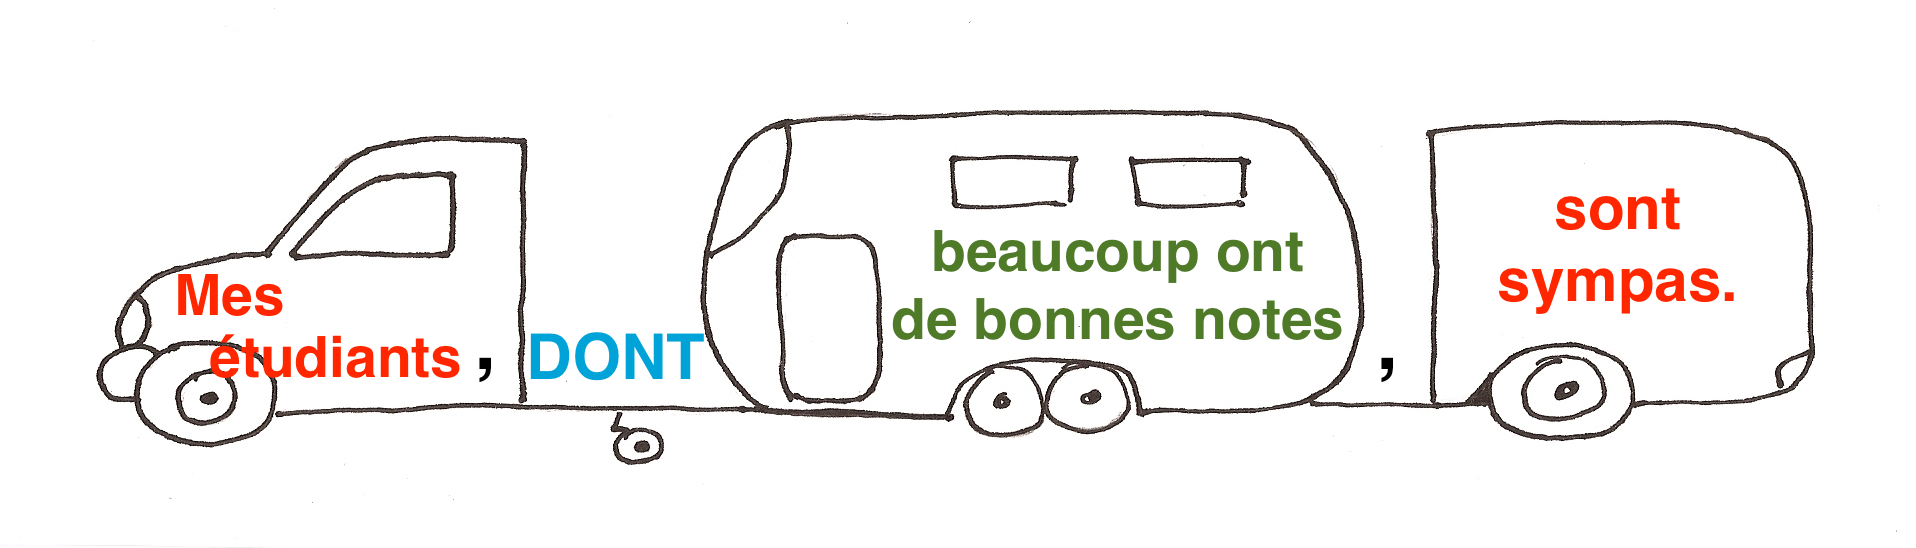 Mes
étudiants , DONT
beaucoup ont
de bonnes notes ,
sont
sympas.